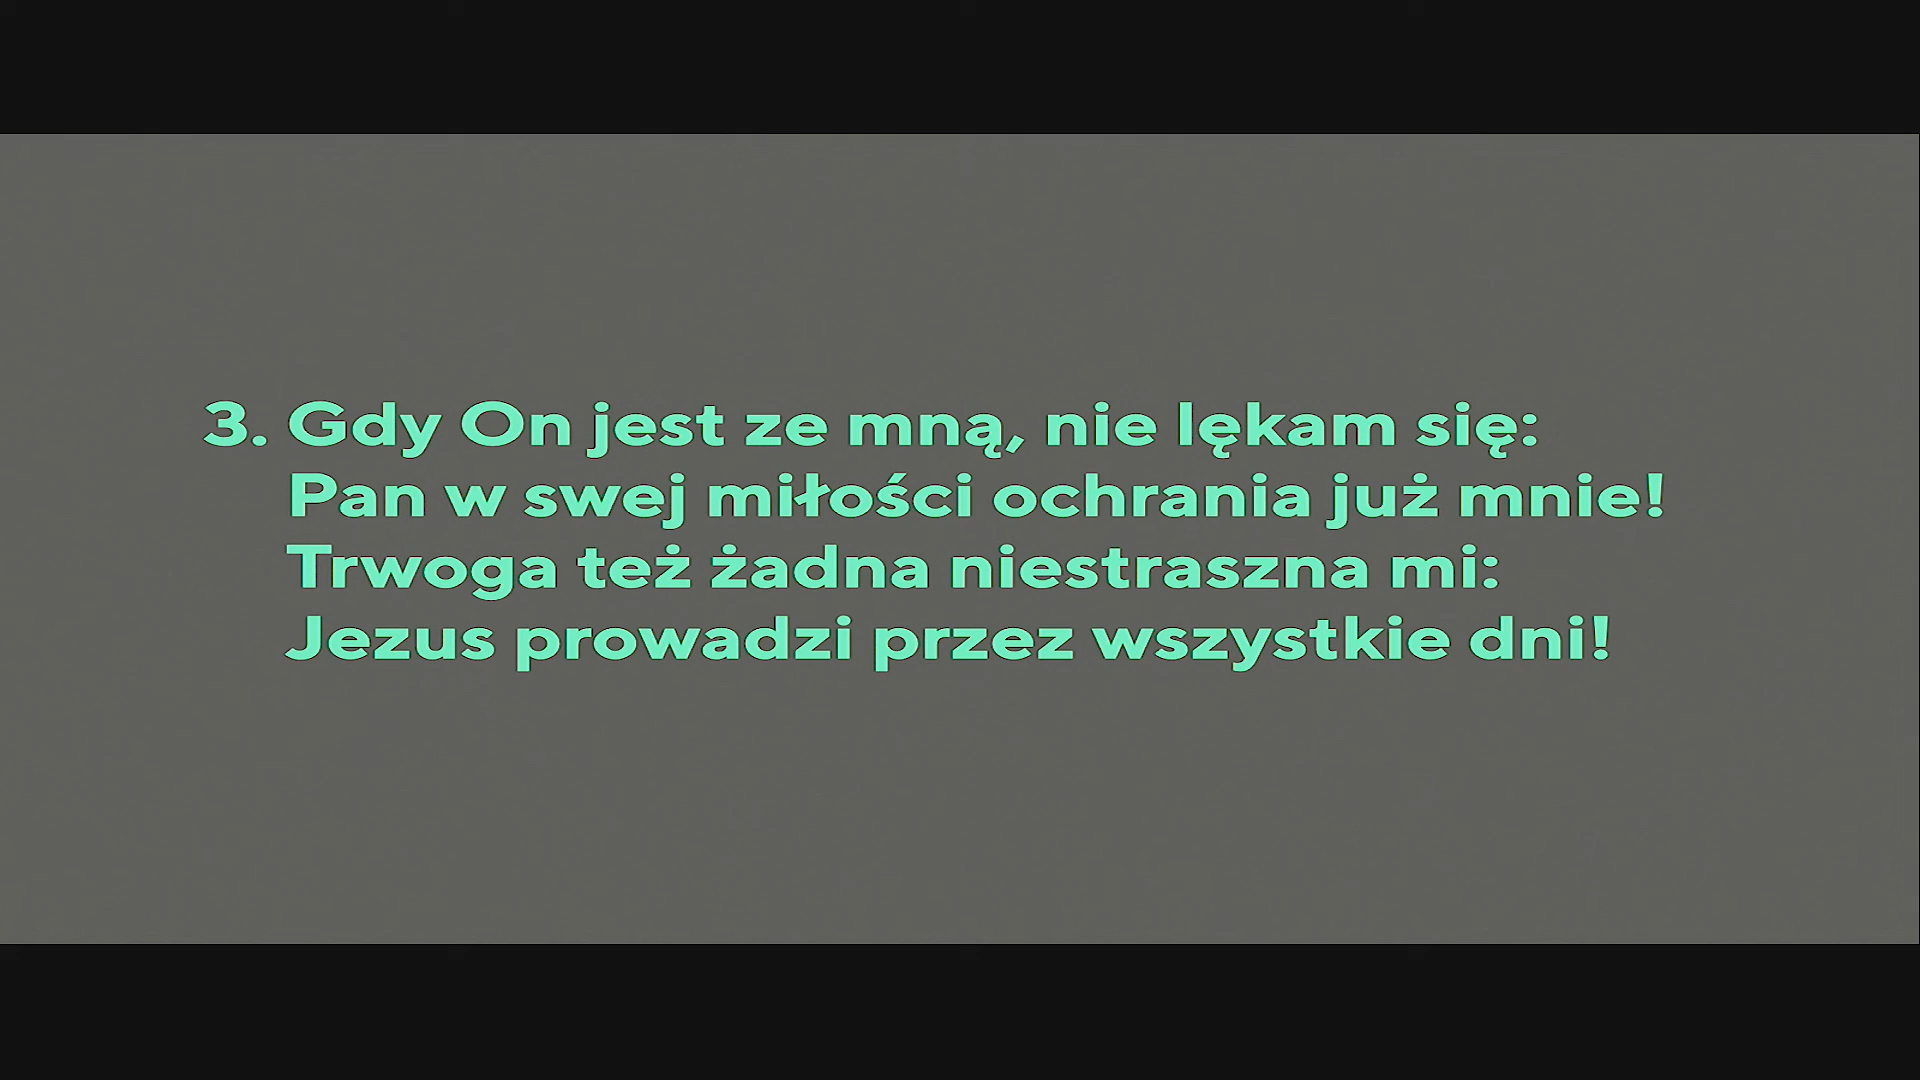 3. Gdy On jest ze mną, nie lękam się:
Pan w swej miłości ochrania już mnie!
Trwoga też żadna niestraszna mi:
Jezus prowadzi przez wszystkie dni!